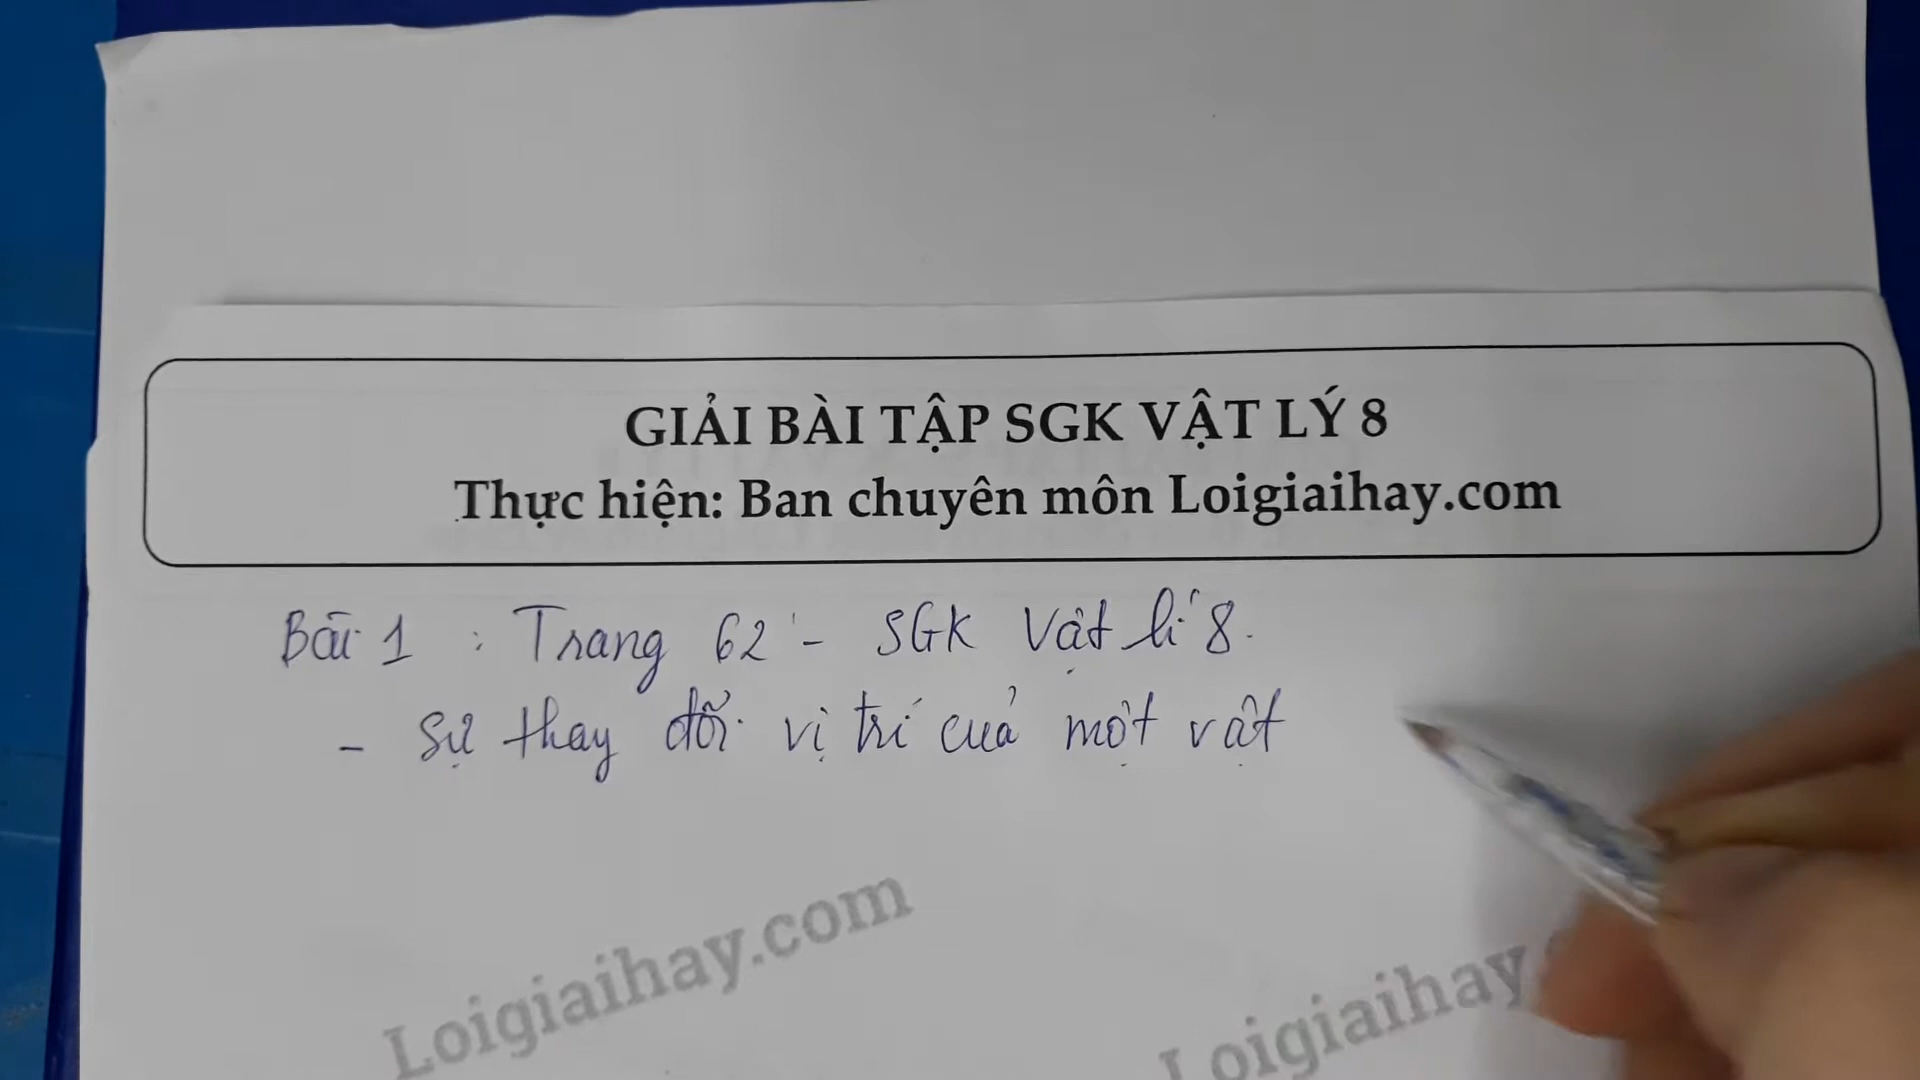 GIẢI BÀI TẬP SGK VẬT LÝ 8
Thực hiện: Ban chuyên môn Loigiaihay.com
Bài 1 : Trang 62 - SGK Vật lí 8.
- Sự thay đổi vị trí của một vật
Loigiaihay.com
Loigiaihay